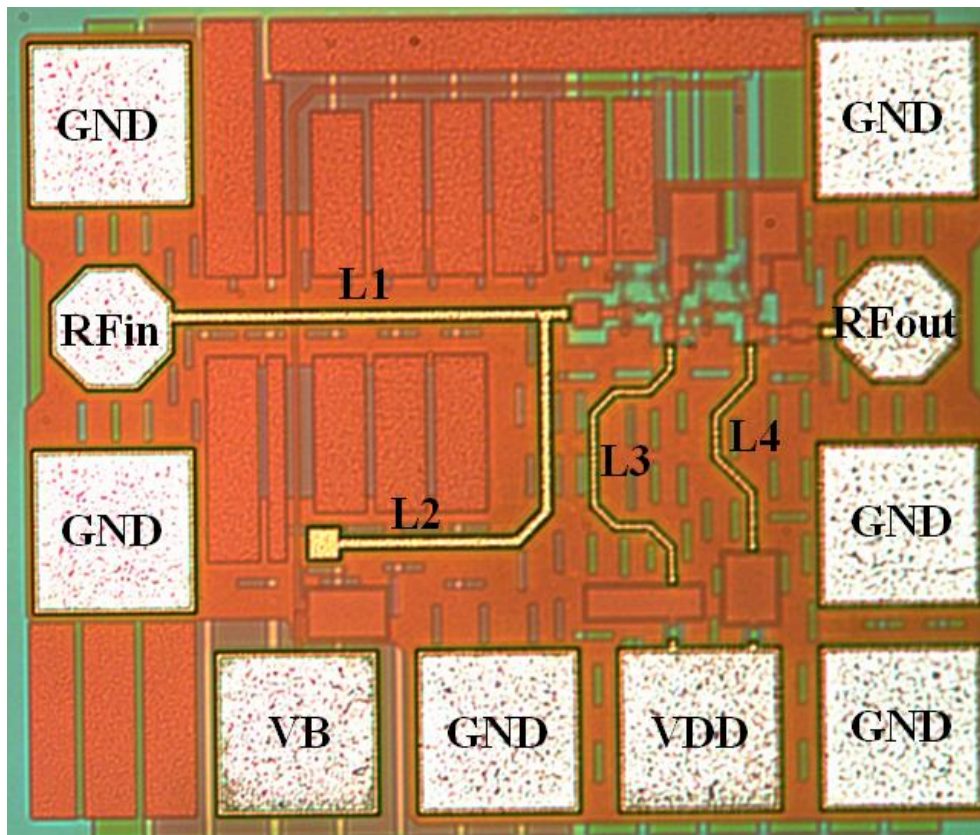 GND
GND
L1
RFin
RFout
L3
L4
GND
L2
GND
VB
GND
VDD
GND